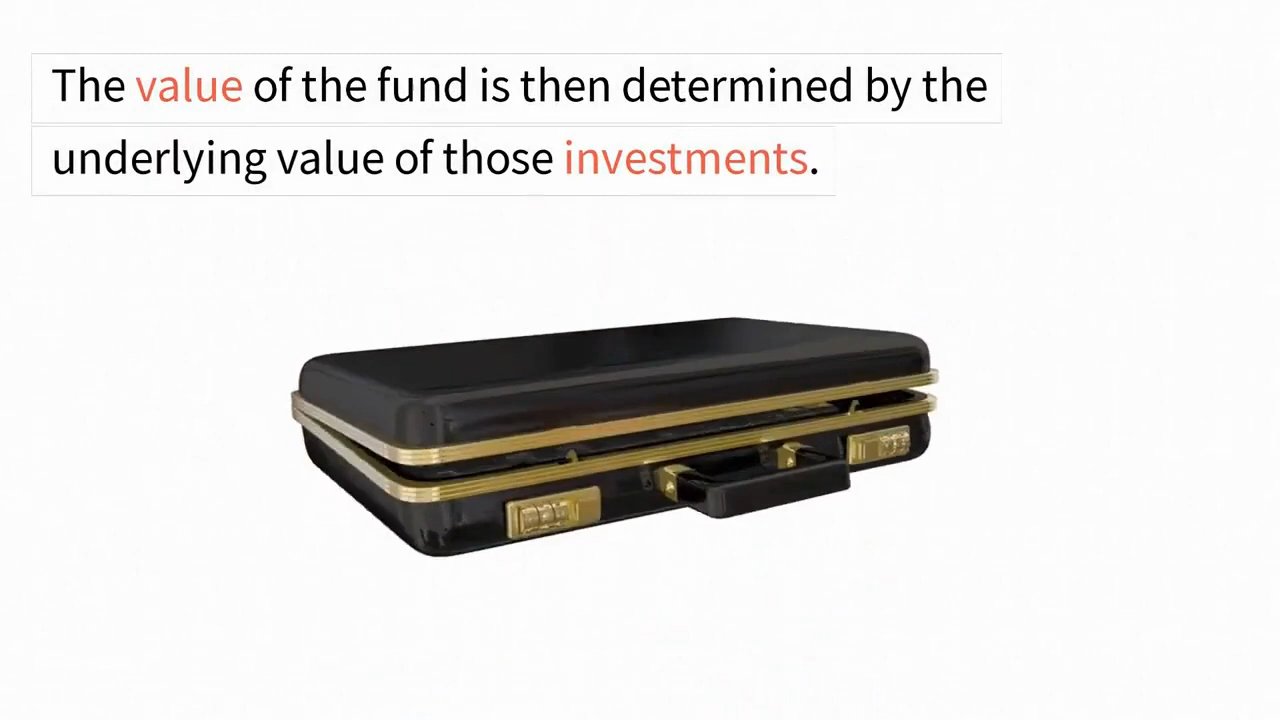 The value of the fund is then determined by the
underlying value of those investments.